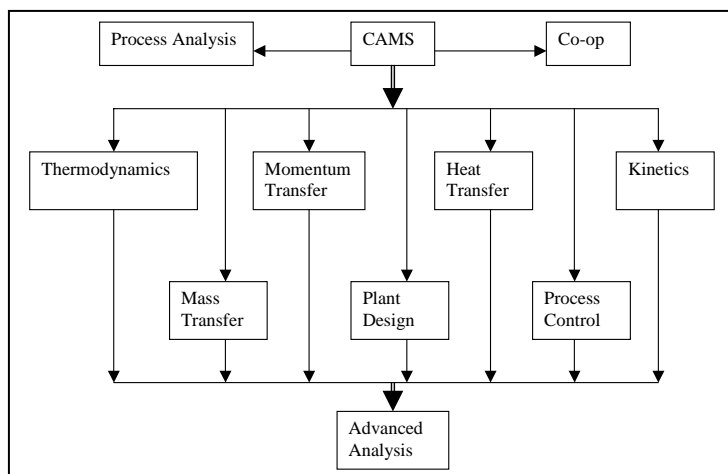 Process Analysis
CAMS
Co-op
Thermodynamics
Momentum
Transfer
Heat
Transfer
Kinetics
Mass
Transfer
Plant
Design
Process
Control
Advanced
Analysis